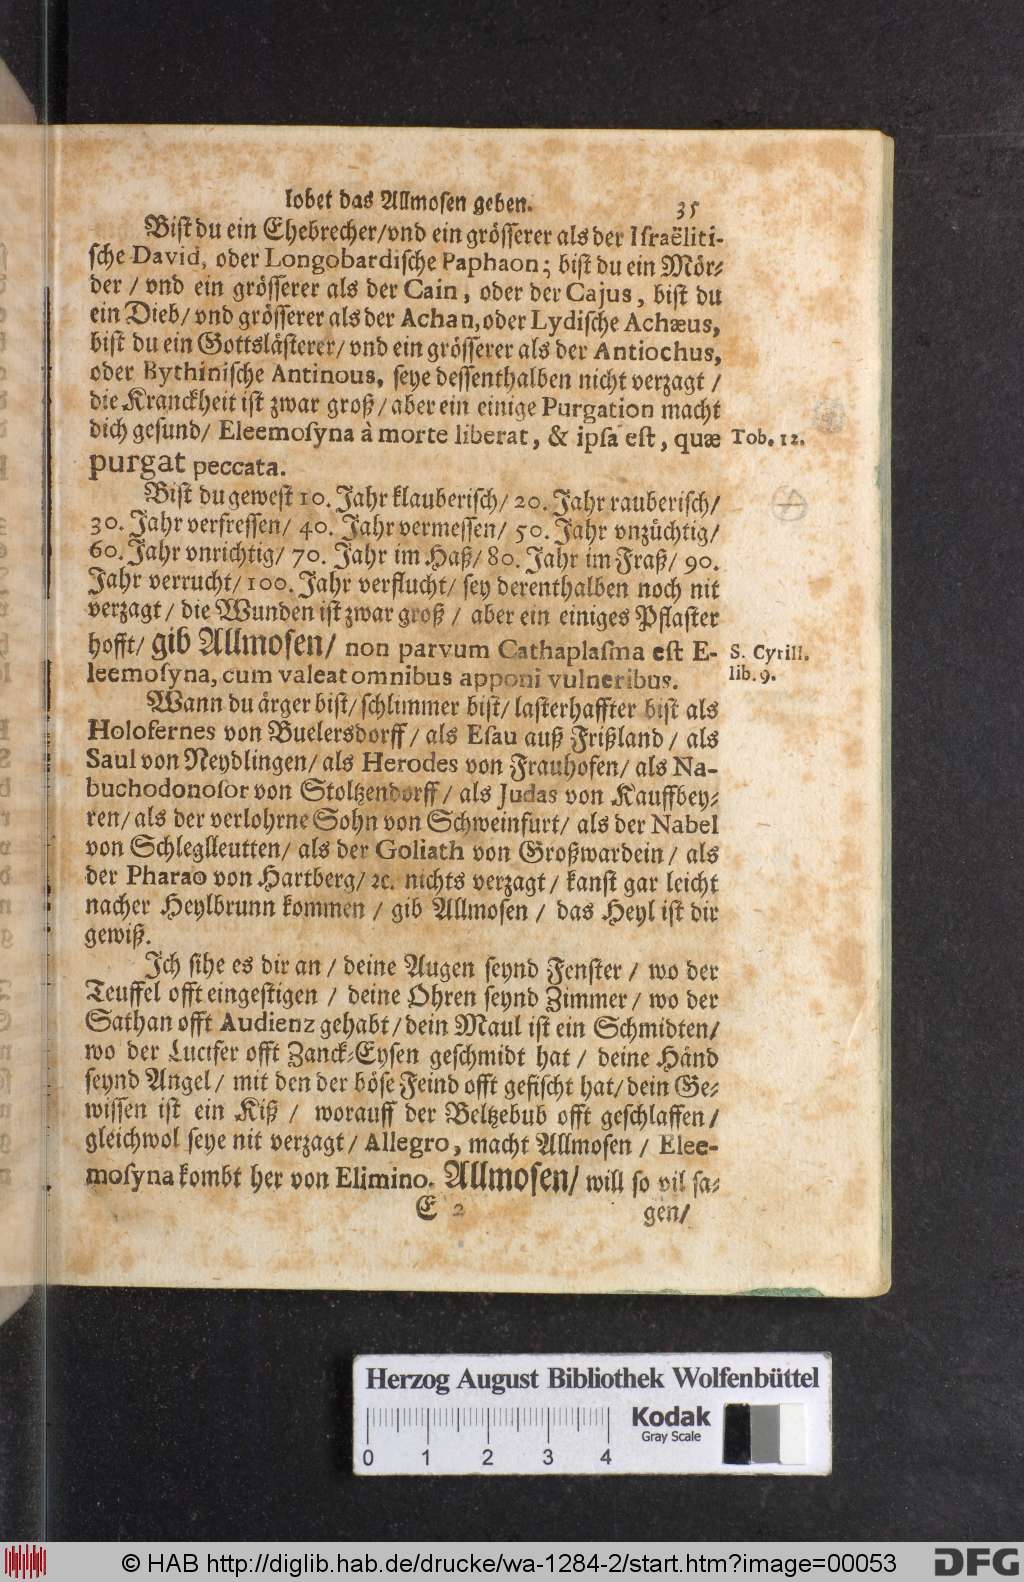 lobet das Allmosen geben. 35
Bist du ein Ehebrecher/vnd ein grösserer als der Israëliti-
sche David, oder Longobardische Paphaon; bist du ein Mör-
der / vnd ein grösserer als der Cain, oder der Cajus, bist du
ein Dieb/ vnd grösserer als der Achan, oder Lydische Achæus,
bist du ein Gottslästerer/ vnd ein grösserer als der Antiochus,
oder Bythinische Antinous, seye dessenthalben nicht verzagt /
die Kranckheit ist zwar groß / aber ein einige Purgation macht
dich gesund/ Eleemosyna à morte liberat, & ipsa est, quæ
Tob. 12.
purgat peccata.
Bist du gewest 10. Jahr klauberisch/ 20. Jahr rauberisch/
30. Jahr verfressen/ 40. Jahr vermessen/ 50. Jahr vnzüchtig/
60. Jahr vnrichtig/ 70. Jahr im Haß/ 80. Jahr im Fraß/ 90.
Jahr verrucht/ 100. Jahr verflucht/ sey derenthalben noch nit
verzagt / die Wunden ist zwar groß / aber ein einiges Pflaster
hofft/ gib Allmosen/ non parvum Cathaplasma est E-
S. Cyrill.
leemosyna, cum valeat omnibus apponi vulneribus.
lib. 9.
Wann du ärger bist/ schlimmer bist/ lasterhaffter bist als
Holofernes von Buelersdorff / als Esau auß Frißland / als
Saul von Neydlingen/ als Herodes von Frauhofen/ als Na-
buchodonosor von Stoltzendorff / als Judas von Kauffbey-
ren/ als der verlohrne Sohn von Schweinfurt/ als der Nabel
von Schleglleutten/ als der Goliath von Großwardein / als
der Pharao von Hartberg/ ꝛc. nichts verzagt / kanst gar leicht
nacher Heylbrunn kommen / gib Allmosen / das Heyl ist dir
gewiß.
Ich sihe es dir an / deine Augen seynd Fenster / wo der
Teuffel offt eingestigen / deine Ohren seynd Zimmer / wo der
Sathan offt Audienz gehabt / dein Maul ist ein Schmidten/
wo der Lucifer offt Zanck-Eysen geschmidt hat / deine Händ
seynd Angel / mit den der böse Feind offt gefischt hat/ dein Ge-
wissen ist ein Kiß / worauff der Beltzebub offt geschlaffen /
gleichwol seye nit verzagt / Allegro, macht Allmosen / Elee-
mosyna kombt her von Elimino. Allmosen/ will so vil sa-
E 2 gen/
Herzog August Bibliothek Wolfenbüttel
0 1 2 3 4
Kodak
Gray Scale
© HAB http://diglib.hab.de/drucke/wa-1284-2/start.htm?image=00053
DFG